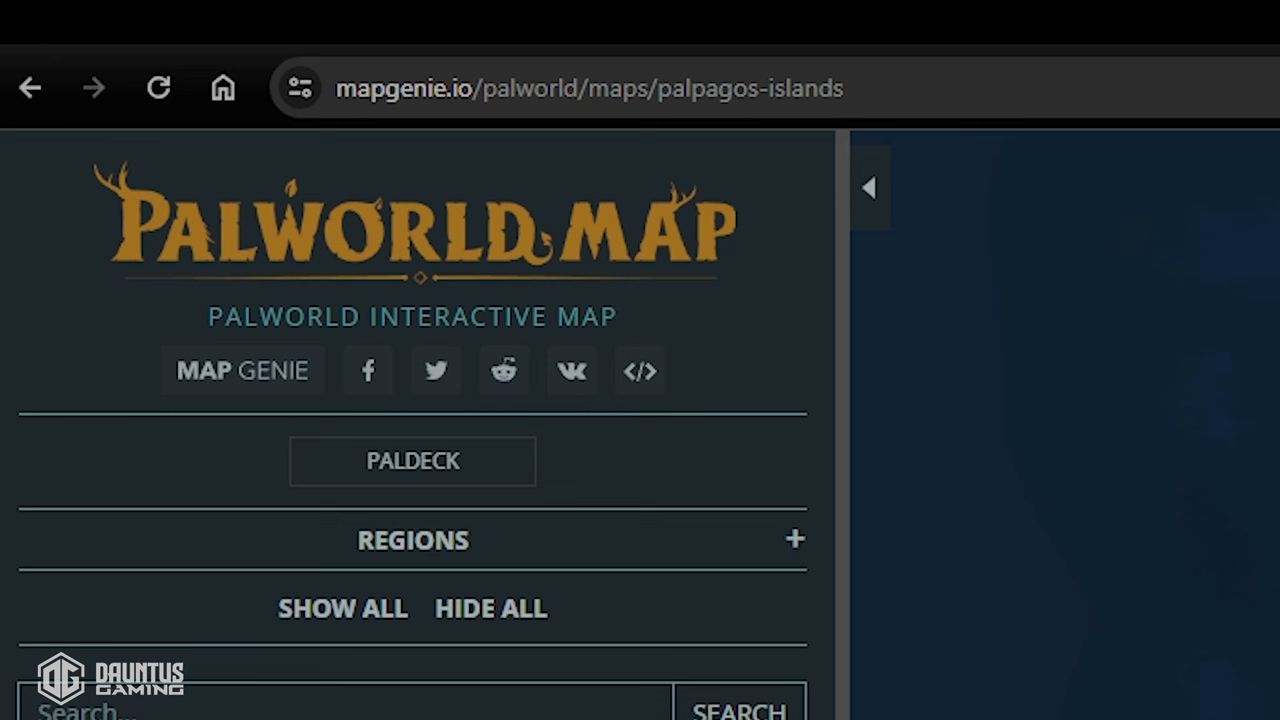 mapgenie.io/palworld/maps/palpagos-islands
PALWORLD MAP
PALWORLD INTERACTIVE MAP
MAP GENIE
PALDECK
REGIONS +
SHOW ALL HIDE ALL
DG DAUNTUS
GAMING
Search... SEARCH